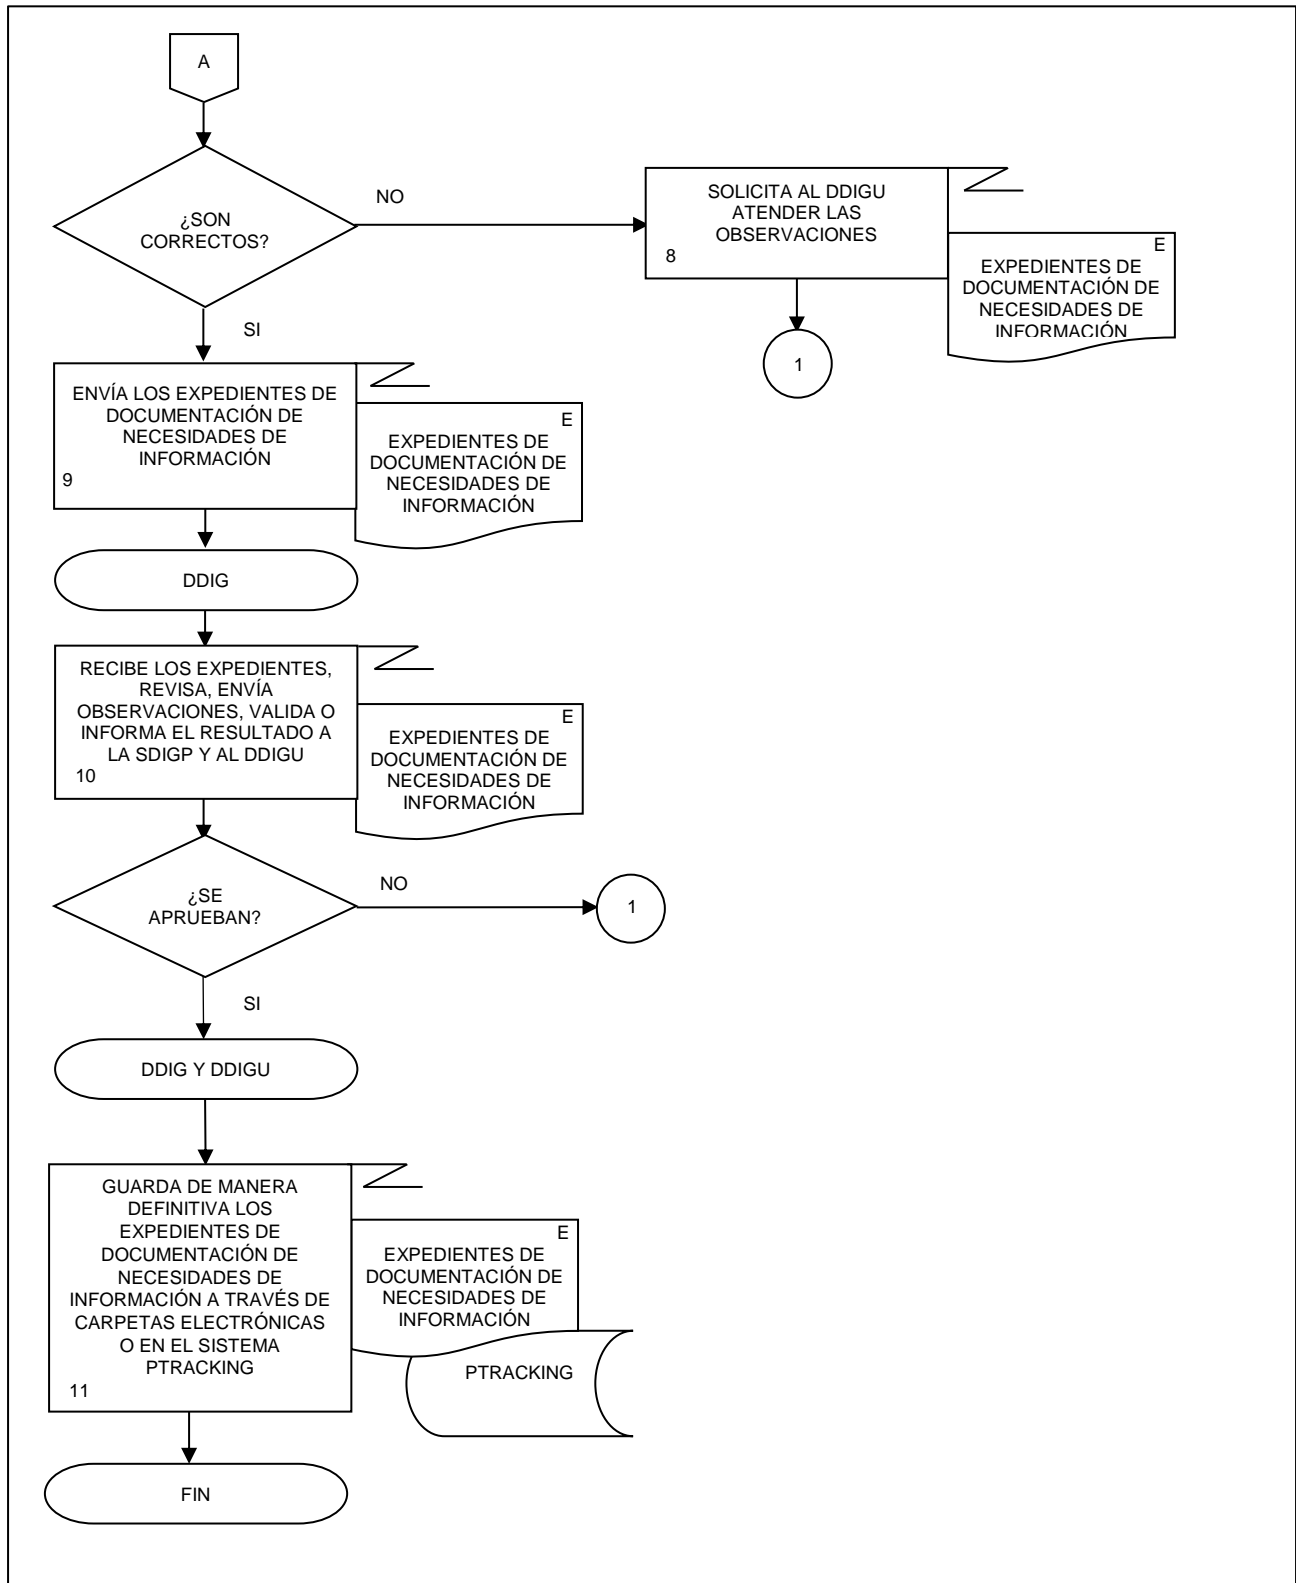 A
¿SON
CORRECTOS?
NO
SOLICITA AL DDIGU
ATENDER LAS
OBSERVACIONES
8
E
EXPEDIENTES DE
DOCUMENTACIÓN DE
NECESIDADES DE
INFORMACIÓN
1
SI
ENVÍA LOS EXPEDIENTES DE
DOCUMENTACIÓN DE
NECESIDADES DE
INFORMACIÓN
9
E
EXPEDIENTES DE
DOCUMENTACIÓN DE
NECESIDADES DE
INFORMACIÓN
DDIG
RECIBE LOS EXPEDIENTES,
REVISA, ENVÍA
OBSERVACIONES, VALIDA O
INFORMA EL RESULTADO A
LA SDIGP Y AL DDIGU
10
E
EXPEDIENTES DE
DOCUMENTACIÓN DE
NECESIDADES DE
INFORMACIÓN
¿SE
APRUEBAN?
NO
1
SI
DDIG Y DDIGU
GUARDA DE MANERA
DEFINITIVA LOS
EXPEDIENTES DE
DOCUMENTACIÓN DE
NECESIDADES DE
INFORMACIÓN A TRAVÉS DE
CARPETAS ELECTRÓNICAS
O EN EL SISTEMA
PTRACKING
11
E
EXPEDIENTES DE
DOCUMENTACIÓN DE
NECESIDADES DE
INFORMACIÓN
PTRACKING
FIN